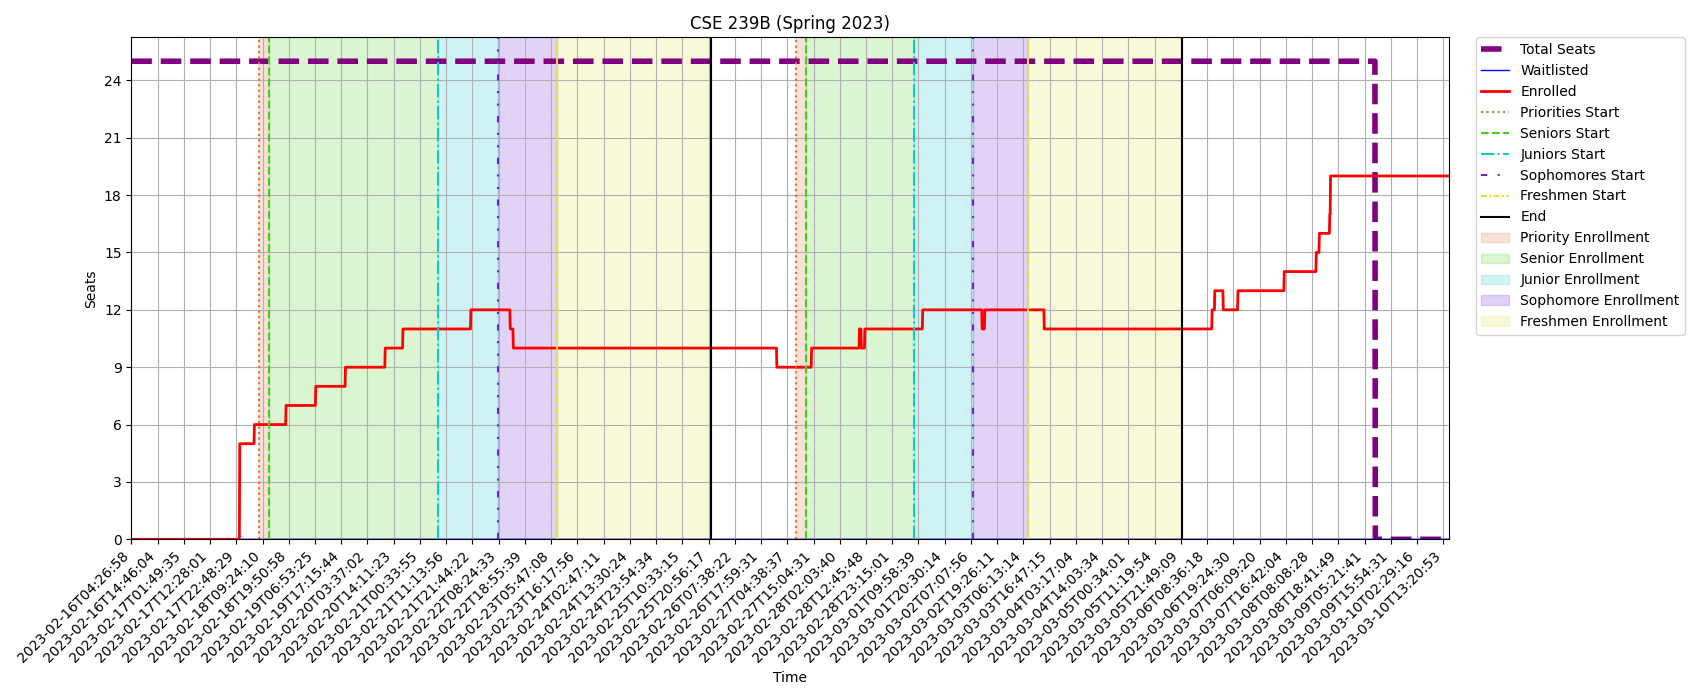 CSE 239B (Spring 2023)
Total Seats
Waitlisted
Enrolled
Priorities Start
Seniors Start
Juniors Start
Sophomores Start
Freshmen Start
End
Priority Enrollment
Senior Enrollment
Junior Enrollment
Sophomore Enrollment
Freshmen Enrollment
Seats
24
21
18
15
12
9
6
3
0
2023-02-16T04:26:58
2023-02-16T14:46:04
2023-02-17T01:49:35
2023-02-17T12:28:01
2023-02-17T22:48:29
2023-02-18T09:24:10
2023-02-18T19:50:58
2023-02-19T06:53:25
2023-02-19T17:15:44
2023-02-20T03:37:02
2023-02-20T14:11:23
2023-02-21T00:33:55
2023-02-21T11:13:56
2023-02-21T21:44:22
2023-02-22T08:24:33
2023-02-22T18:55:39
2023-02-23T05:47:08
2023-02-23T16:17:56
2023-02-24T02:47:11
2023-02-24T13:30:24
2023-02-24T23:54:34
2023-02-25T10:33:15
2023-02-25T20:56:17
2023-02-26T07:38:22
2023-02-26T17:59:31
2023-02-27T04:38:37
2023-02-27T15:04:31
2023-02-28T02:03:40
2023-02-28T12:45:48
2023-02-28T23:15:01
2023-03-01T09:58:39
2023-03-01T20:30:14
2023-03-02T07:07:56
2023-03-02T19:26:11
2023-03-03T06:13:14
2023-03-03T16:47:15
2023-03-04T03:17:04
2023-03-04T14:03:34
2023-03-05T00:34:01
2023-03-05T11:19:54
2023-03-05T21:49:09
2023-03-06T08:36:18
2023-03-06T19:24:30
2023-03-07T06:09:20
2023-03-07T16:42:04
2023-03-08T08:08:28
2023-03-08T18:41:49
2023-03-09T05:21:41
2023-03-09T15:54:31
2023-03-10T02:29:16
2023-03-10T13:20:53
Time